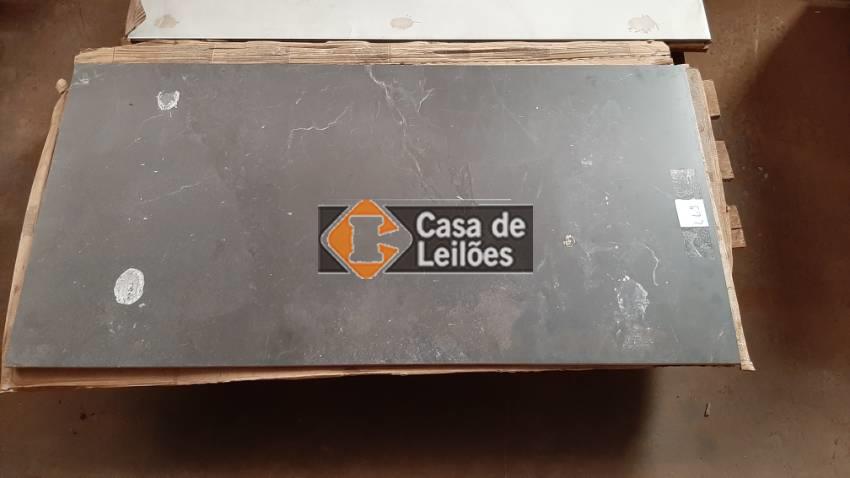 Casa de
Leilões